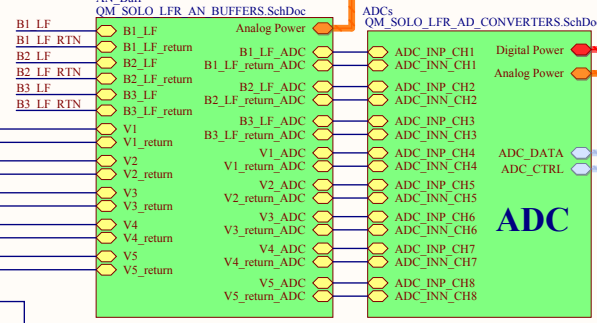 AN_Buff
QM_SOLO_LFR_AN_BUFFERS.SchDoc
B1_LF
B1_LF_RTN
B2_LF
B2_LF_RTN
B3_LF
B3_LF_RTN
B1_LF
B1_LF_return
B2_LF
B2_LF_return
B3_LF
B3_LF_return
V1
V1_return
V2
V2_return
V3
V3_return
V4
V4_return
V5
V5_return
Analog Power
B1_LF_ADC
B1_LF_return_ADC
B2_LF_ADC
B2_LF_return_ADC
B3_LF_ADC
B3_LF_return_ADC
V1_ADC
V1_return_ADC
V2_ADC
V2_return_ADC
V3_ADC
V3_return_ADC
V4_ADC
V4_return_ADC
V5_ADC
V5_return_ADC
ADCs
QM_SOLO_LFR_AD_CONVERTERS.SchDoc
ADC_INP_CH1
ADC_INN_CH1
ADC_INP_CH2
ADC_INN_CH2
ADC_INP_CH3
ADC_INN_CH3
ADC_INP_CH4
ADC_INN_CH4
ADC_INP_CH5
ADC_INN_CH5
ADC_INP_CH6
ADC_INN_CH6
ADC_INP_CH7
ADC_INN_CH7
ADC_INP_CH8
ADC_INN_CH8
Digital Power
Analog Power
ADC_DATA
ADC_CTRL
ADC